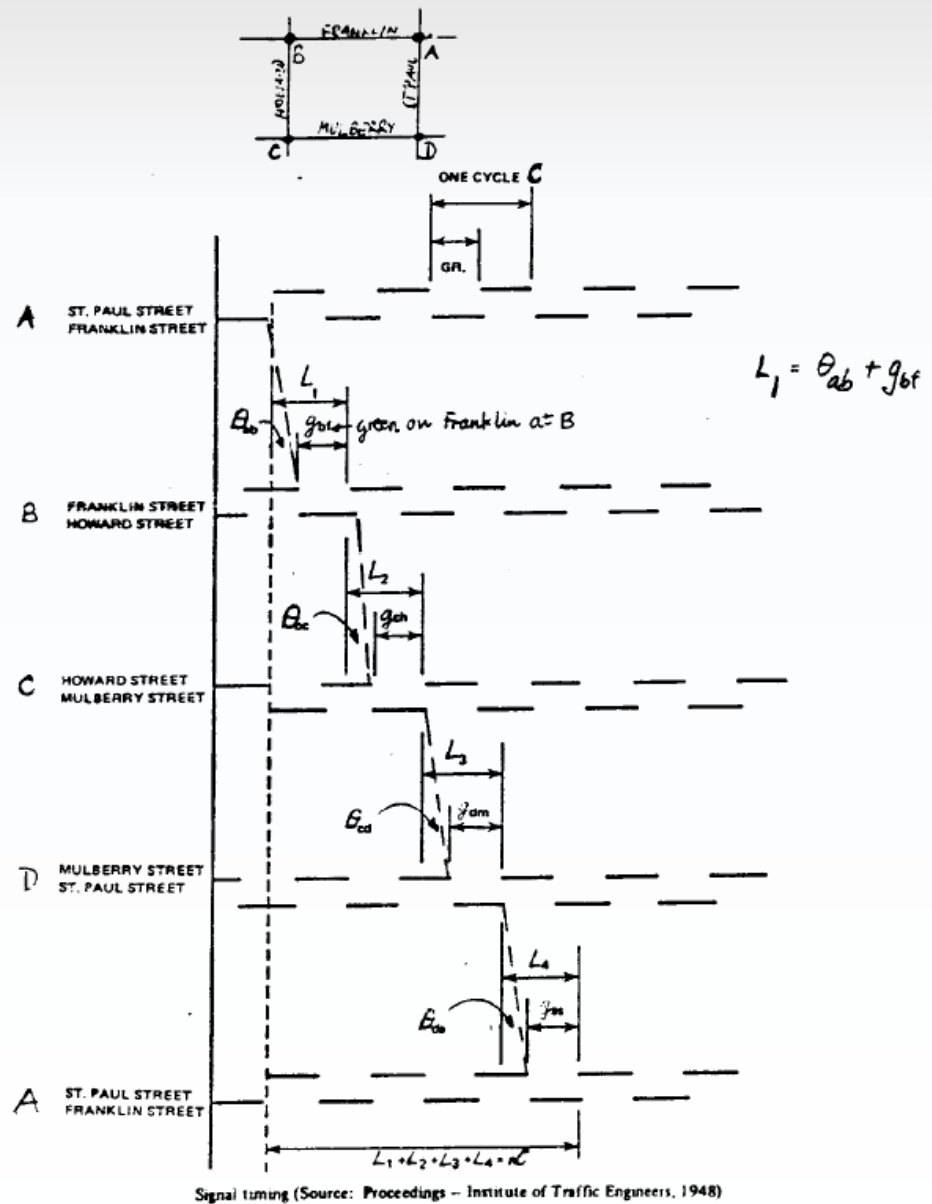 FRANKLIN
B
A
HOWARD
ST PAUL
MULBERRY
C
D
ONE CYCLE C
GR.
A
ST. PAUL STREET
FRANKLIN STREET
L₁
L₁ = θab + gbf
θab
gbf green on Franklin at B
B
FRANKLIN STREET
HOWARD STREET
L₂
θbc
gch
C
HOWARD STREET
MULBERRY STREET
L₃
θcd
gdm
D
MULBERRY STREET
ST. PAUL STREET
L₄
θda
gas
A
ST. PAUL STREET
FRANKLIN STREET
L₁ + L₂ + L₃ + L₄ = nC
Signal timing (Source: Proceedings – Institute of Traffic Engineers, 1948)